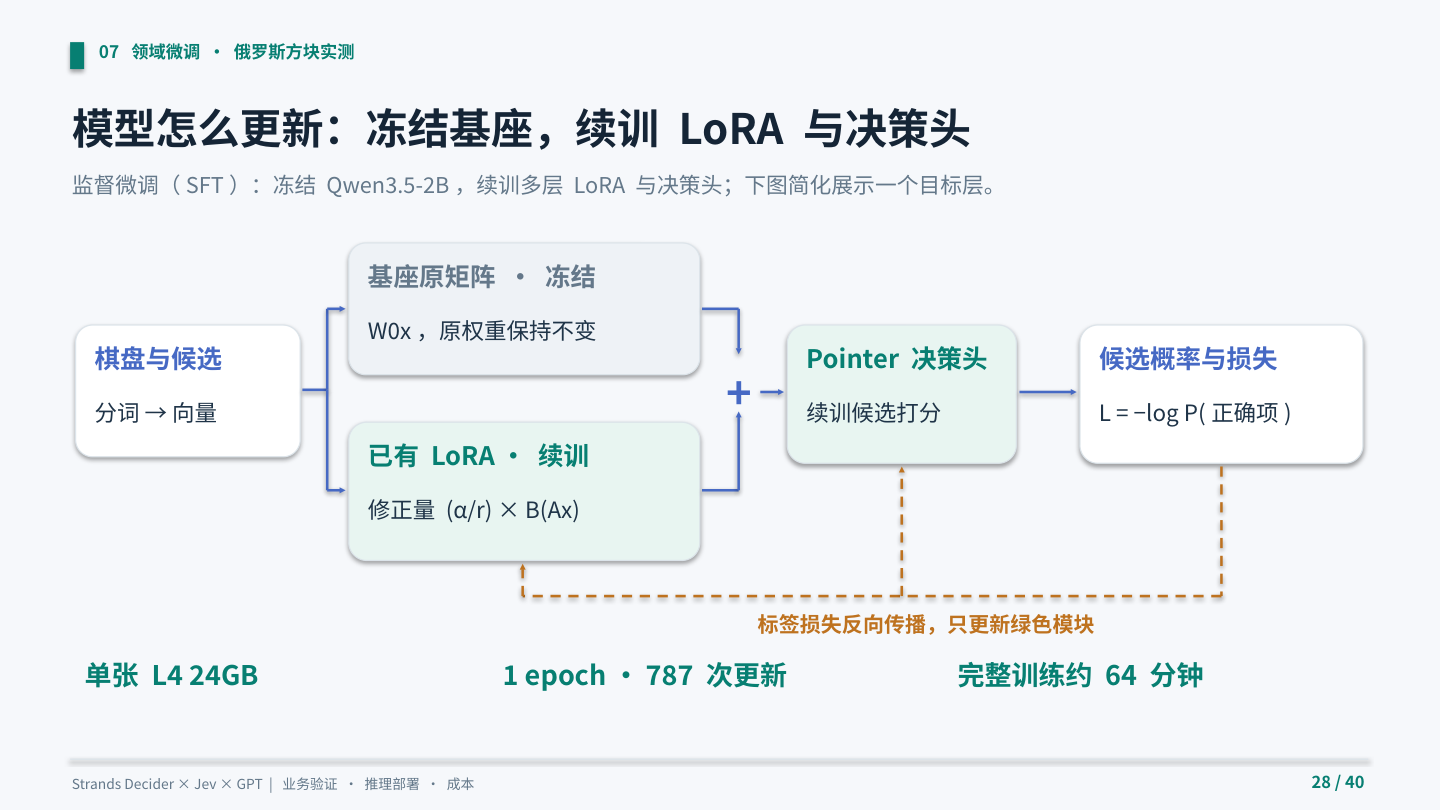 07 领域微调 · 俄罗斯方块实测
模型怎么更新：冻结基座，续训 LoRA 与决策头
监督微调（SFT）：冻结 Qwen3.5-2B，续训多层 LoRA 与决策头；下图简化展示一个目标层。
基座原矩阵 · 冻结
W0x，原权重保持不变
棋盘与候选
分词 → 向量
已有 LoRA · 续训
修正量 (α/r) × B(Ax)
+
Pointer 决策头
续训候选打分
候选概率与损失
L = −log P( 正确项 )
标签损失反向传播，只更新绿色模块
单张 L4 24GB
1 epoch · 787 次更新
完整训练约 64 分钟
Strands Decider × Jev × GPT | 业务验证 · 推理部署 · 成本
28 / 40